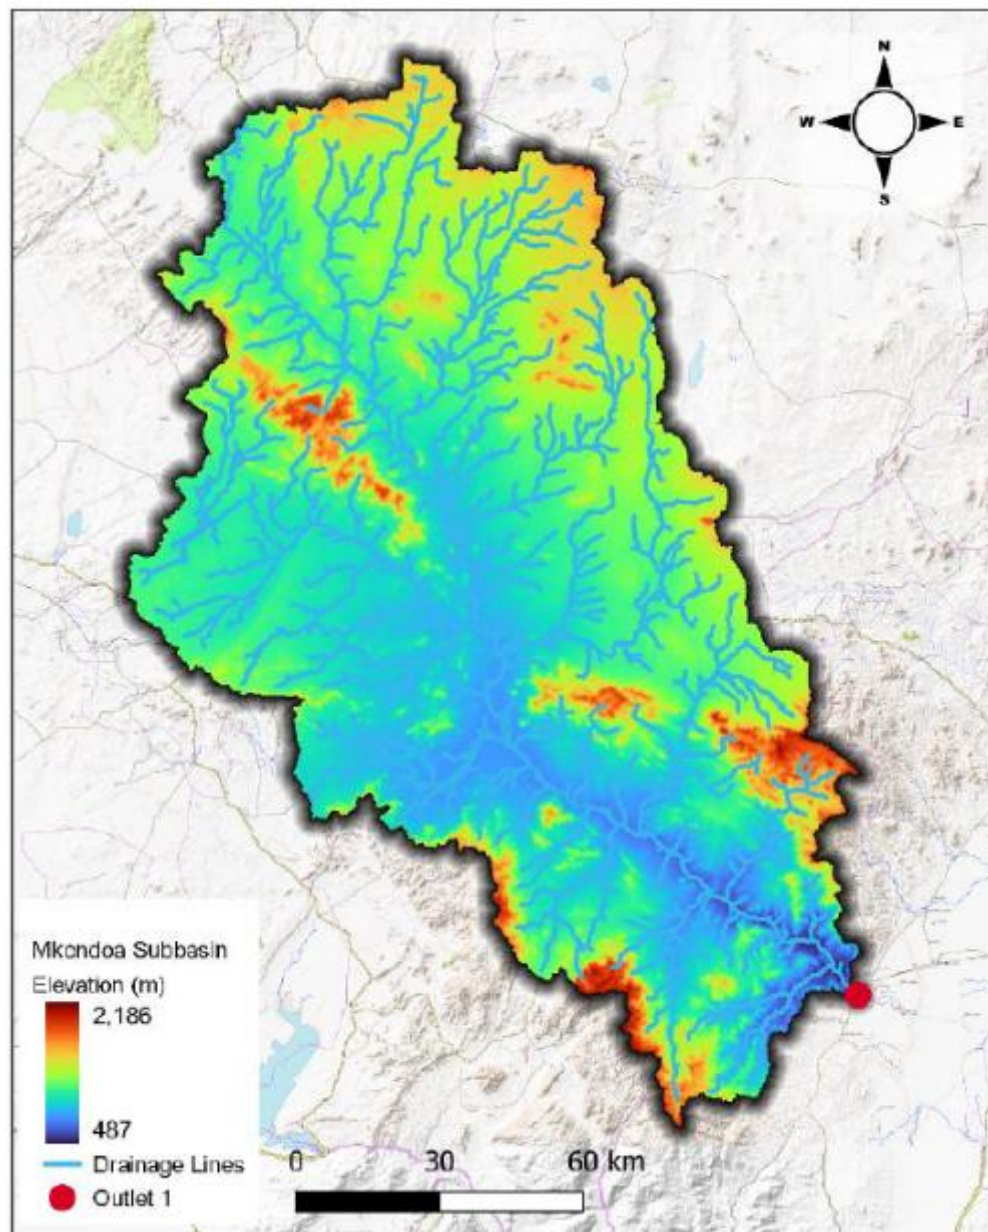 N
W E
S
Mkondoa Subbasin
Elevation (m)
2,186
487
Drainage Lines
Outlet 1
0 30 60 km